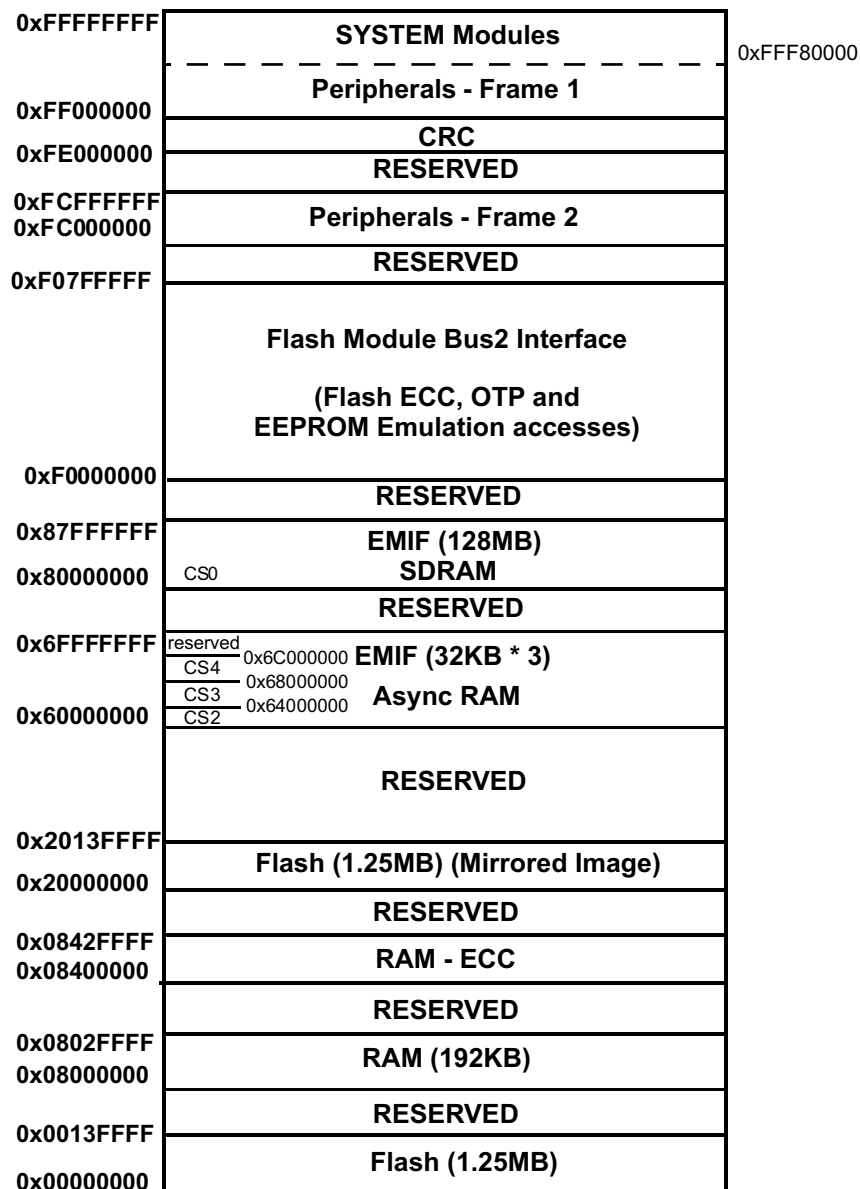 0xFFFFFFFF
SYSTEM Modules
0xFFF80000
Peripherals - Frame 1
0xFF000000
CRC
0xFE000000
RESERVED
0xFCFFFFFF
Peripherals - Frame 2
0xFC000000
RESERVED
0xF07FFFFF
Flash Module Bus2 Interface
(Flash ECC, OTP and
EEPROM Emulation accesses)
0xF0000000
RESERVED
0x87FFFFFF
EMIF (128MB)
0x80000000
CS0
SDRAM
RESERVED
0x6FFFFFFF
reserved
0x6C000000
EMIF (32KB * 3)
CS4
0x68000000
CS3
Async RAM
0x64000000
0x60000000
CS2
RESERVED
0x2013FFFF
Flash (1.25MB) (Mirrored Image)
0x20000000
RESERVED
0x0842FFFF
RAM - ECC
0x08400000
RESERVED
0x0802FFFF
RAM (192KB)
0x08000000
RESERVED
0x0013FFFF
Flash (1.25MB)
0x00000000